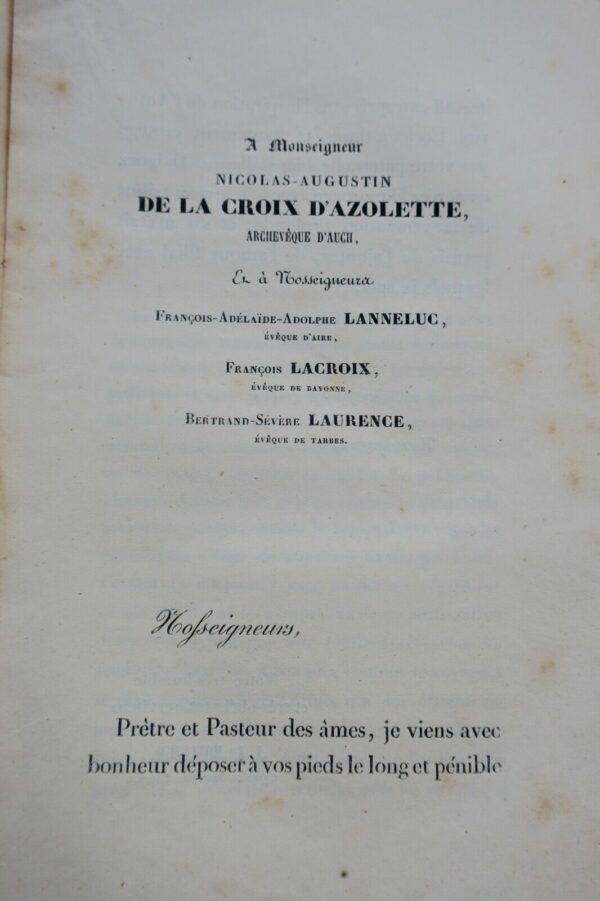 A Monseigneur
NICOLAS-AUGUSTIN
DE LA CROIX D'AZOLETTE,
ARCHEVÊQUE D'AUCH,
Et à Nosseigneurs
FRANÇOIS-ADÉLAÏDE-ADOLPHE LANNELUC,
ÉVÊQUE D'AIRE,
FRANÇOIS LACROIX,
ÉVÊQUE DE BAYONNE,
BERTRAND-SÉVÈRE LAURENCE,
ÉVÊQUE DE TARBES.
Nosseigneurs,
Prêtre et Pasteur des âmes, je viens avec
bonheur déposer à vos pieds le long et pénible